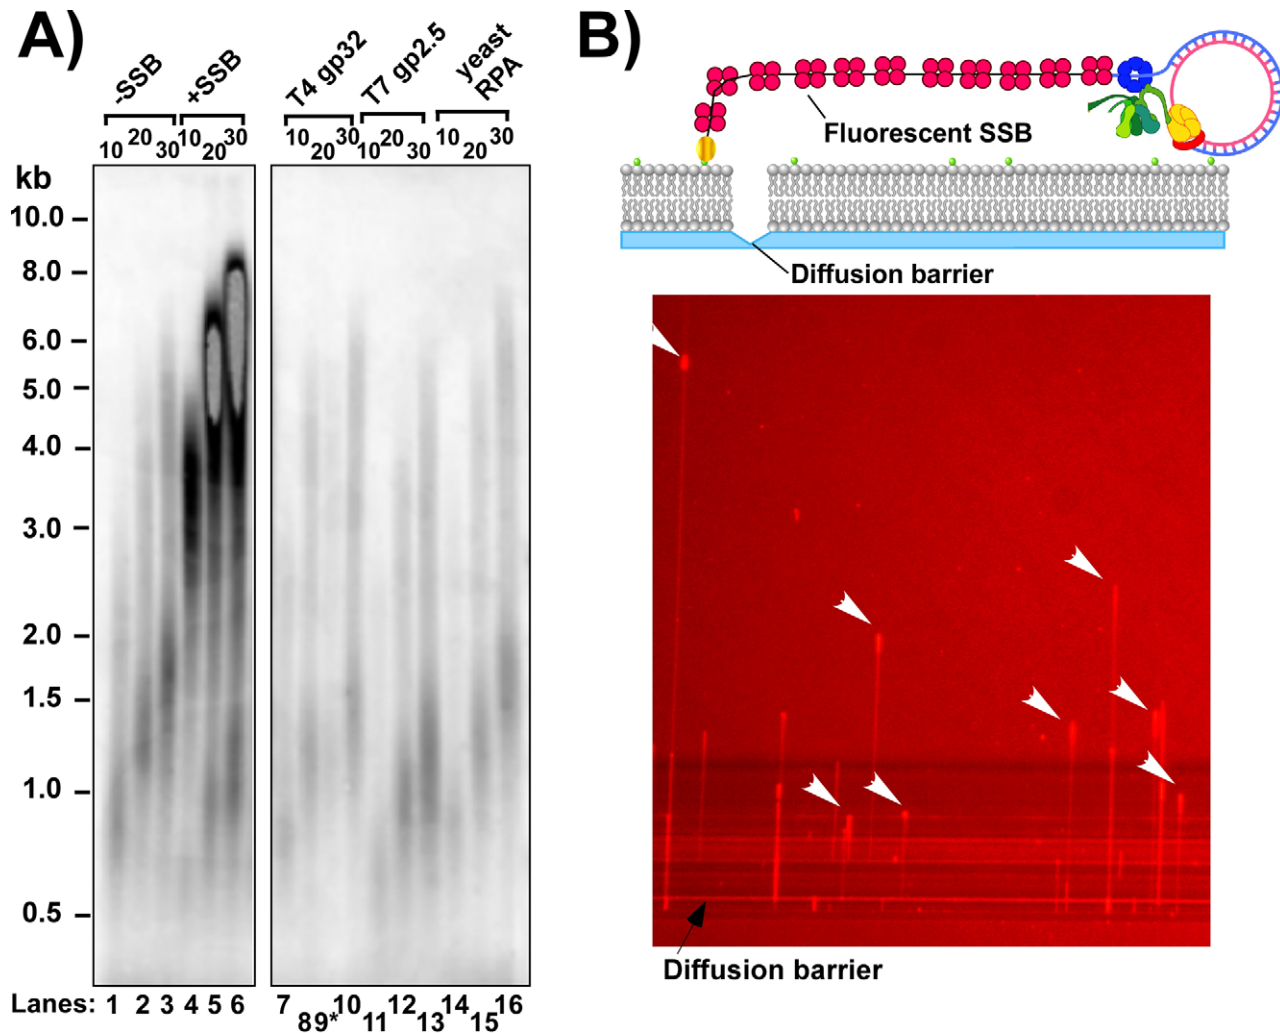 A)
-SSB
+SSB
T4 gp32
T7 gp2.5
yeast
RPA
10 20 30 10 20 30
10 20 30 10 20 30 10 20 30
kb
10.0
8.0
6.0
5.0
4.0
3.0
2.0
1.5
1.0
0.5
Lanes: 1 2 3 4 5 6
7 8 9* 10 11 12 13 14 15 16
B)
Fluorescent SSB
Diffusion barrier
Diffusion barrier